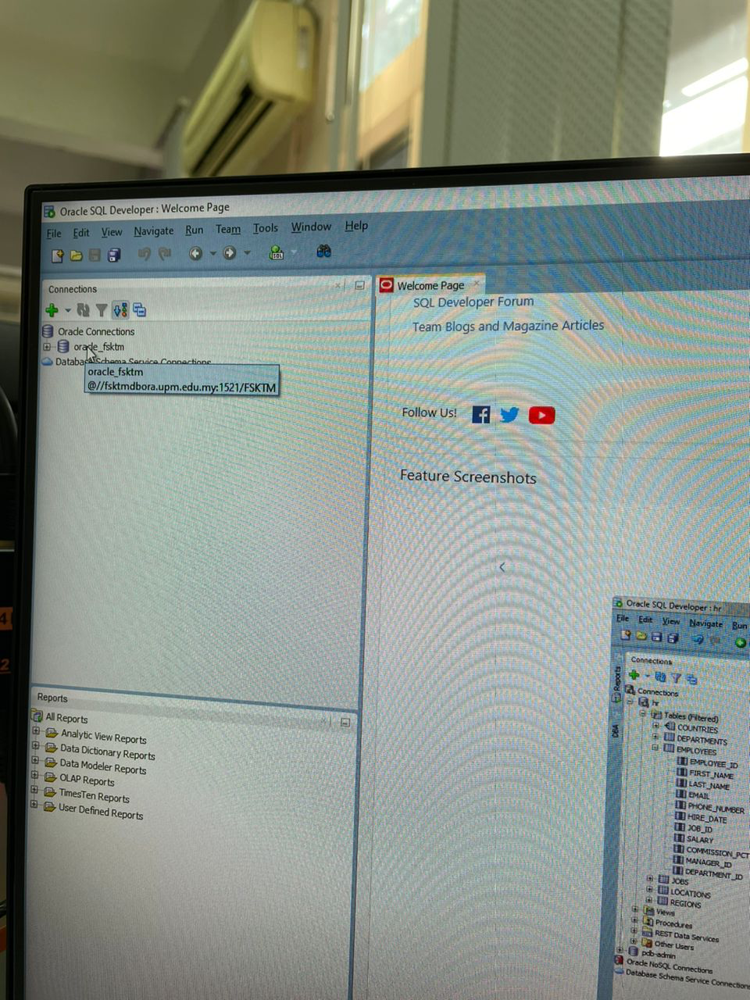 Oracle SQL Developer : Welcome Page
File Edit View Navigate Run Team Tools Window Help
Connections
Oracle Connections
oracle_fsktm
Database Schema Service Connections
oracle_fsktm
@//fsktmdbora.upm.edu.my:1521/FSKTM
Reports
All Reports
Analytic View Reports
Data Dictionary Reports
Data Modeler Reports
OLAP Reports
TimesTen Reports
User Defined Reports
Welcome Page
SQL Developer Forum
Team Blogs and Magazine Articles
Follow Us!
Feature Screenshots
Oracle SQL Developer : hr
File Edit View Navigate Run
Connections
Reports
DBA
Connections
hr
Tables (Filtered)
COUNTRIES
DEPARTMENTS
EMPLOYEES
EMPLOYEE_ID
FIRST_NAME
LAST_NAME
EMAIL
PHONE_NUMBER
HIRE_DATE
JOB_ID
SALARY
COMMISSION_PCT
MANAGER_ID
DEPARTMENT_ID
JOBS
LOCATIONS
REGIONS
Views
Procedures
REST Data Services
Other Users
pdb-admin
Oracle NoSQL Connections
Database Schema Service Connections
4
2